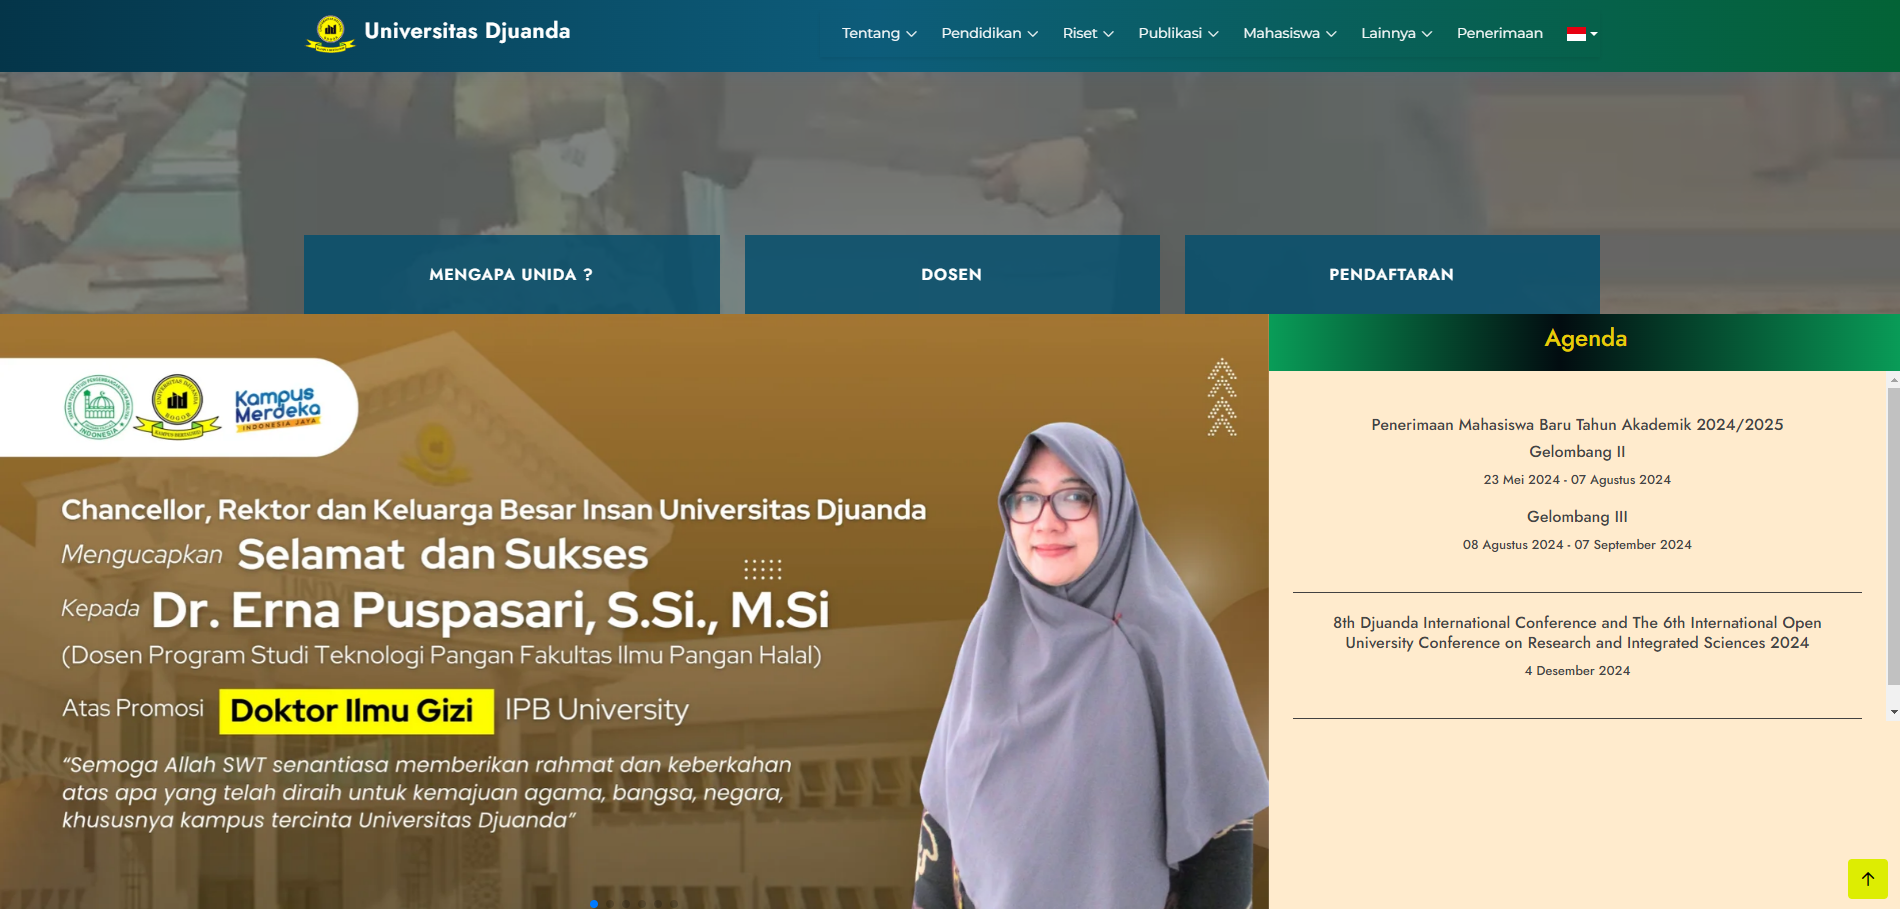 Universitas Djuanda
Tentang
Pendidikan
Riset
Publikasi
Mahasiswa
Lainnya
Penerimaan
MENGAPA UNIDA ?
DOSEN
PENDAFTARAN
INDONESIA
UNIVERSITAS DJUANDA
BOGOR
KAMPUS BERTAUHID
Kampus
Merdeka
INDONESIA JAYA
Chancellor, Rektor dan Keluarga Besar Insan Universitas Djuanda
Mengucapkan Selamat dan Sukses
Kepada Dr. Erna Puspasari, S.Si., M.Si
(Dosen Program Studi Teknologi Pangan Fakultas Ilmu Pangan Halal)
Atas Promosi Doktor Ilmu Gizi IPB University
“Semoga Allah SWT senantiasa memberikan rahmat dan keberkahan
atas apa yang telah diraih untuk kemajuan agama, bangsa, negara,
khususnya kampus tercinta Universitas Djuanda”
Agenda
Penerimaan Mahasiswa Baru Tahun Akademik 2024/2025
Gelombang II
23 Mei 2024 - 07 Agustus 2024
Gelombang III
08 Agustus 2024 - 07 September 2024
8th Djuanda International Conference and The 6th International Open
University Conference on Research and Integrated Sciences 2024
4 Desember 2024